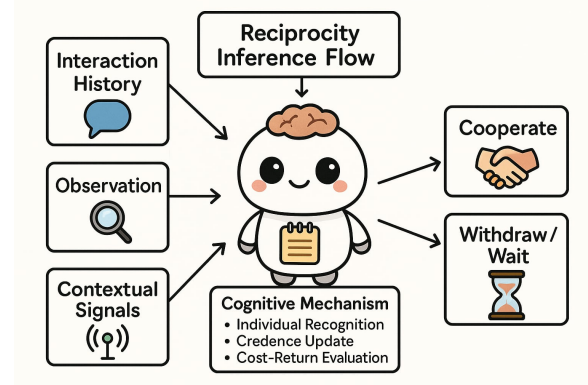 Reciprocity
Inference Flow
Interaction
History
Observation
Contextual
Signals
Cognitive Mechanism
• Individual Recognition
• Credence Update
• Cost-Return Evaluation
Cooperate
Withdraw/
Wait